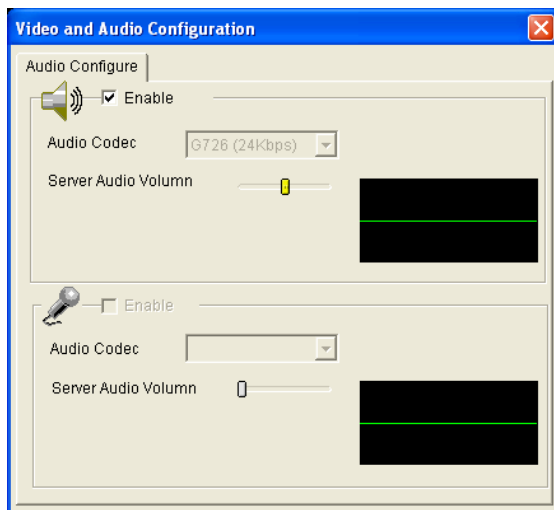 Video and Audio Configuration
Audio Configure
Enable
Audio Codec
G726 (24Kbps)
Server Audio Volumn
Enable
Audio Codec
Server Audio Volumn